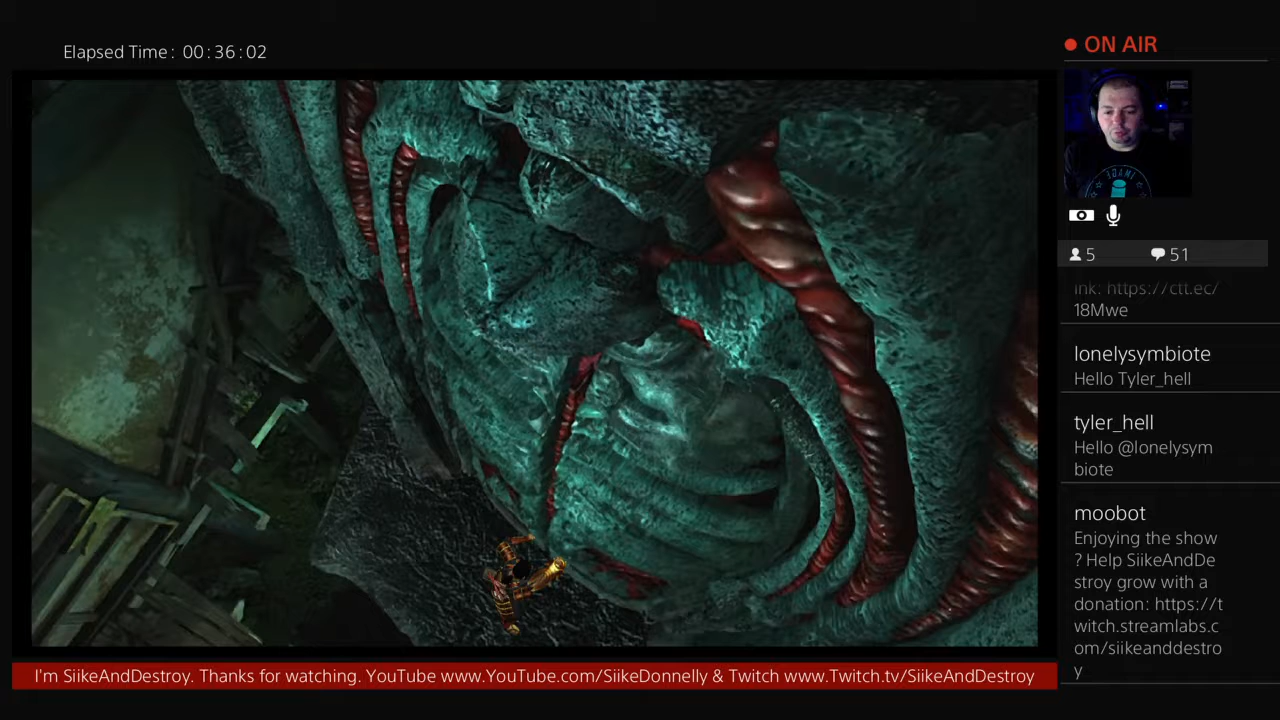 Elapsed Time: 00:36:02
ON AIR
5
51
ink: https://ctt.ec/
18Mwe
lonelysymbiote
Hello Tyler_hell
tyler_hell
Hello @lonelysym
biote
moobot
Enjoying the show
? Help SiikeAndDe
stroy grow with a
donation: https://t
witch.streamlabs.c
om/siikeanddestro
y
I'm SiikeAndDestroy. Thanks for watching. YouTube www.YouTube.com/SiikeDonnelly & Twitch www.Twitch.tv/SiikeAndDestroy